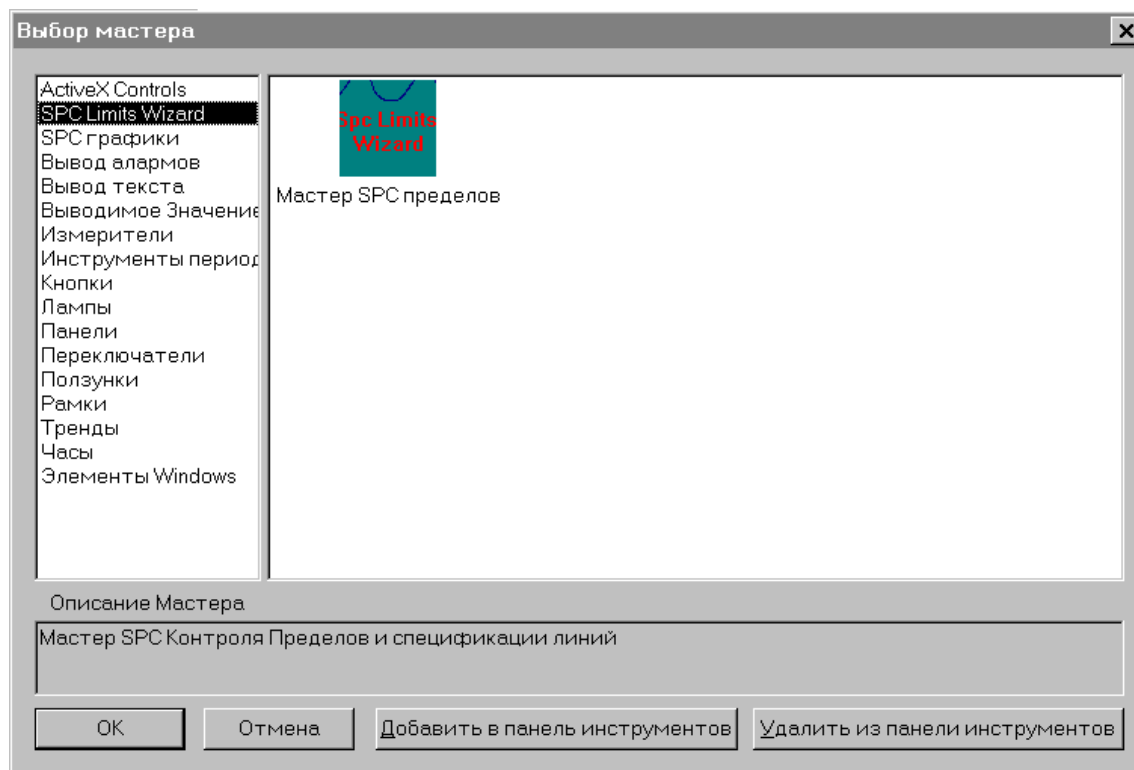 Выбор мастера
ActiveX Controls
SPC Limits Wizard
SPC графики
Вывод алармов
Вывод текста
Выводимое Значение
Измерители
Инструменты период
Кнопки
Лампы
Панели
Переключатели
Ползунки
Рамки
Тренды
Часы
Элементы Windows
Spc Limits
Wizard
Мастер SPC пределов
Описание Мастера
Мастер SPC Контроля Пределов и спецификации линий
OK
Отмена
Добавить в панель инструментов
Удалить из панели инструментов